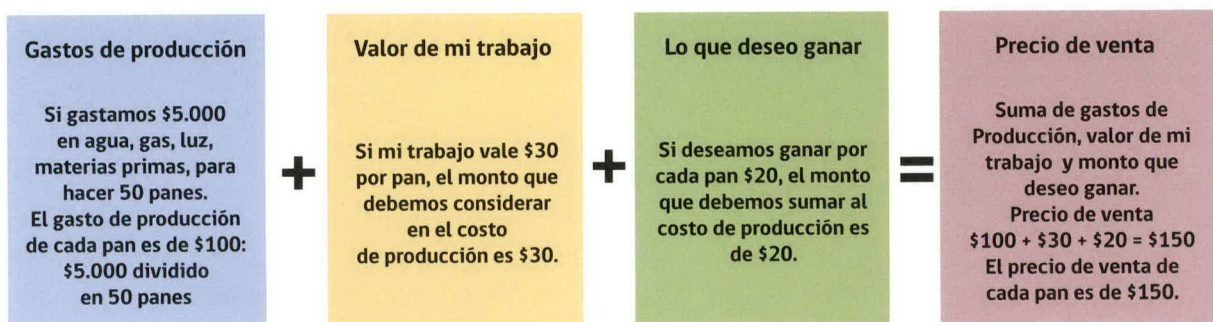 Gastos de producción
Si gastamos $5.000
en agua, gas, luz,
materias primas, para
hacer 50 panes.
El gasto de producción
de cada pan es de $100:
$5.000 dividido
en 50 panes
+
Valor de mi trabajo
Si mi trabajo vale $30
por pan, el monto que
debemos considerar
en el costo
de producción es $30.
+
Lo que deseo ganar
Si deseamos ganar por
cada pan $20, el monto
que debemos sumar al
costo de producción es
de $20.
=
Precio de venta
Suma de gastos de
Producción, valor de mi
trabajo y monto que
deseo ganar.
Precio de venta
$100 + $30 + $20 = $150
El precio de venta de
cada pan es de $150.